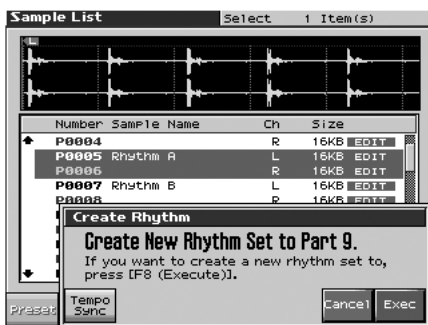 Sample List Select 1 Item(s)
L
Number Sample Name Ch Size
P0004 R 16KB EDIT
P0005 Rhythm A L 16KB EDIT
P0006 R 16KB EDIT
P0007 Rhythm B L 16KB EDIT
P0008 R 16KB EDIT
Create Rhythm
Create New Rhythm Set to Part 9.
If you want to create a new rhythm set to,
press [F8 (Execute)].
Preset
Tempo
Sync
Cancel Exec